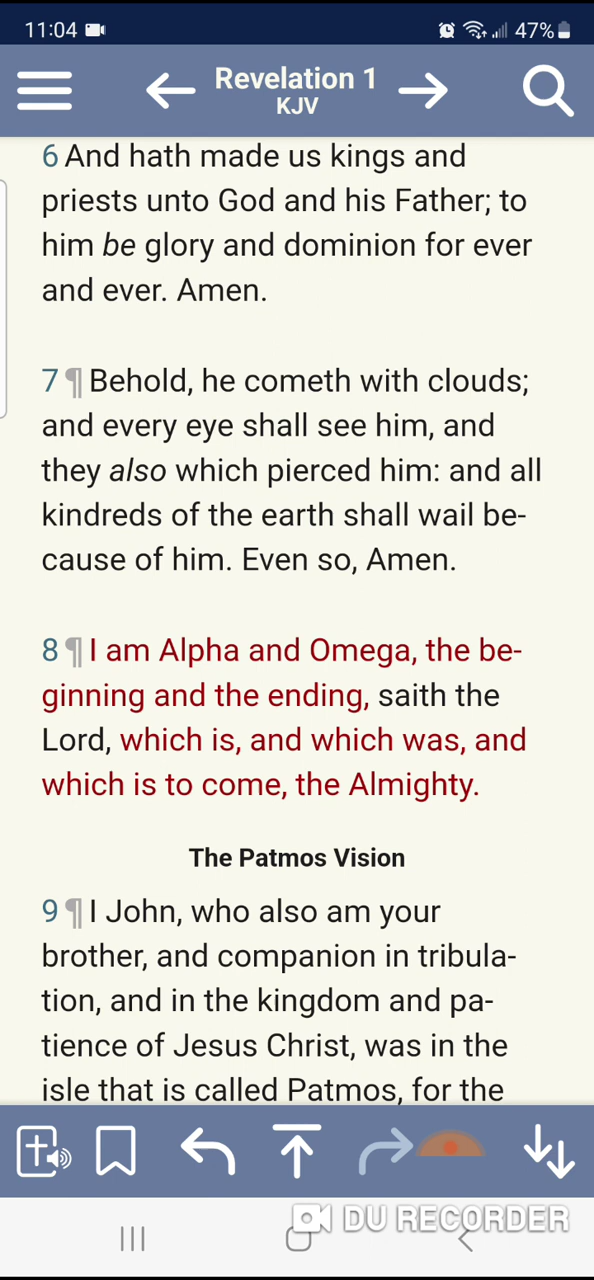 11:04
47%
Revelation 1
KJV
6 And hath made us kings and
priests unto God and his Father; to
him be glory and dominion for ever
and ever. Amen.
7 ¶ Behold, he cometh with clouds;
and every eye shall see him, and
they also which pierced him: and all
kindreds of the earth shall wail be-
cause of him. Even so, Amen.
8 ¶ I am Alpha and Omega, the be-
ginning and the ending, saith the
Lord, which is, and which was, and
which is to come, the Almighty.
The Patmos Vision
9 ¶ I John, who also am your
brother, and companion in tribula-
tion, and in the kingdom and pa-
tience of Jesus Christ, was in the
isle that is called Patmos, for the
DU RECORDER